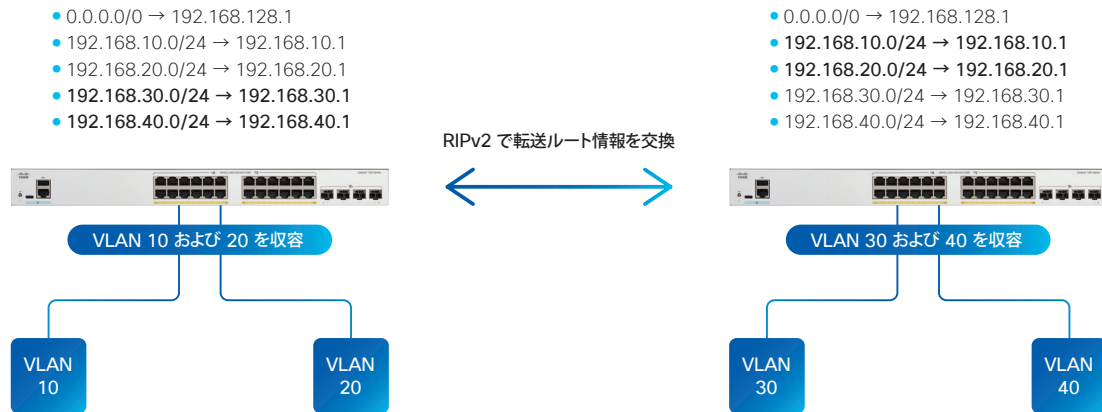 • 0.0.0.0/0 → 192.168.128.1
• 192.168.10.0/24 → 192.168.10.1
• 192.168.20.0/24 → 192.168.20.1
• 192.168.30.0/24 → 192.168.30.1
• 192.168.40.0/24 → 192.168.40.1
• 0.0.0.0/0 → 192.168.128.1
• 192.168.10.0/24 → 192.168.10.1
• 192.168.20.0/24 → 192.168.20.1
• 192.168.30.0/24 → 192.168.30.1
• 192.168.40.0/24 → 192.168.40.1
RIPv2 で転送ルート情報を交換
VLAN 10 および 20 を収容
VLAN 30 および 40 を収容
VLAN
10
VLAN
20
VLAN
30
VLAN
40